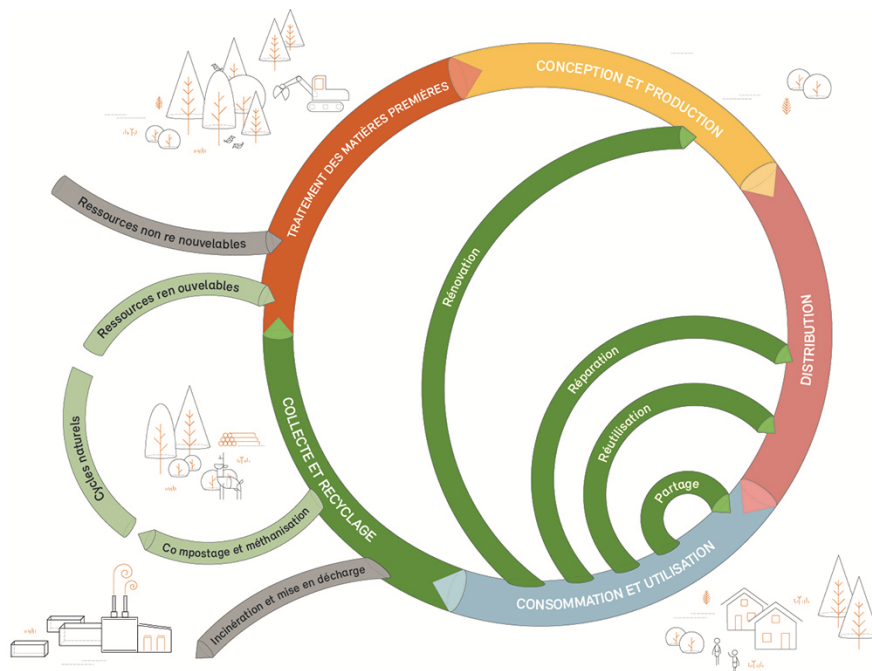 CONCEPTION ET PRODUCTION
TRAITEMENT DES MATIÈRES PREMIÈRES
Ressources non re nouvelables
Ressources ren ouvelables
Rénovation
Réparation
DISTRIBUTION
Réutilisation
Cycles naturels
COLLECTE ET RECYCLAGE
Partage
Co mpostage et méthanisation
CONSOMMATION ET UTILISATION
Incinération et mise en décharge